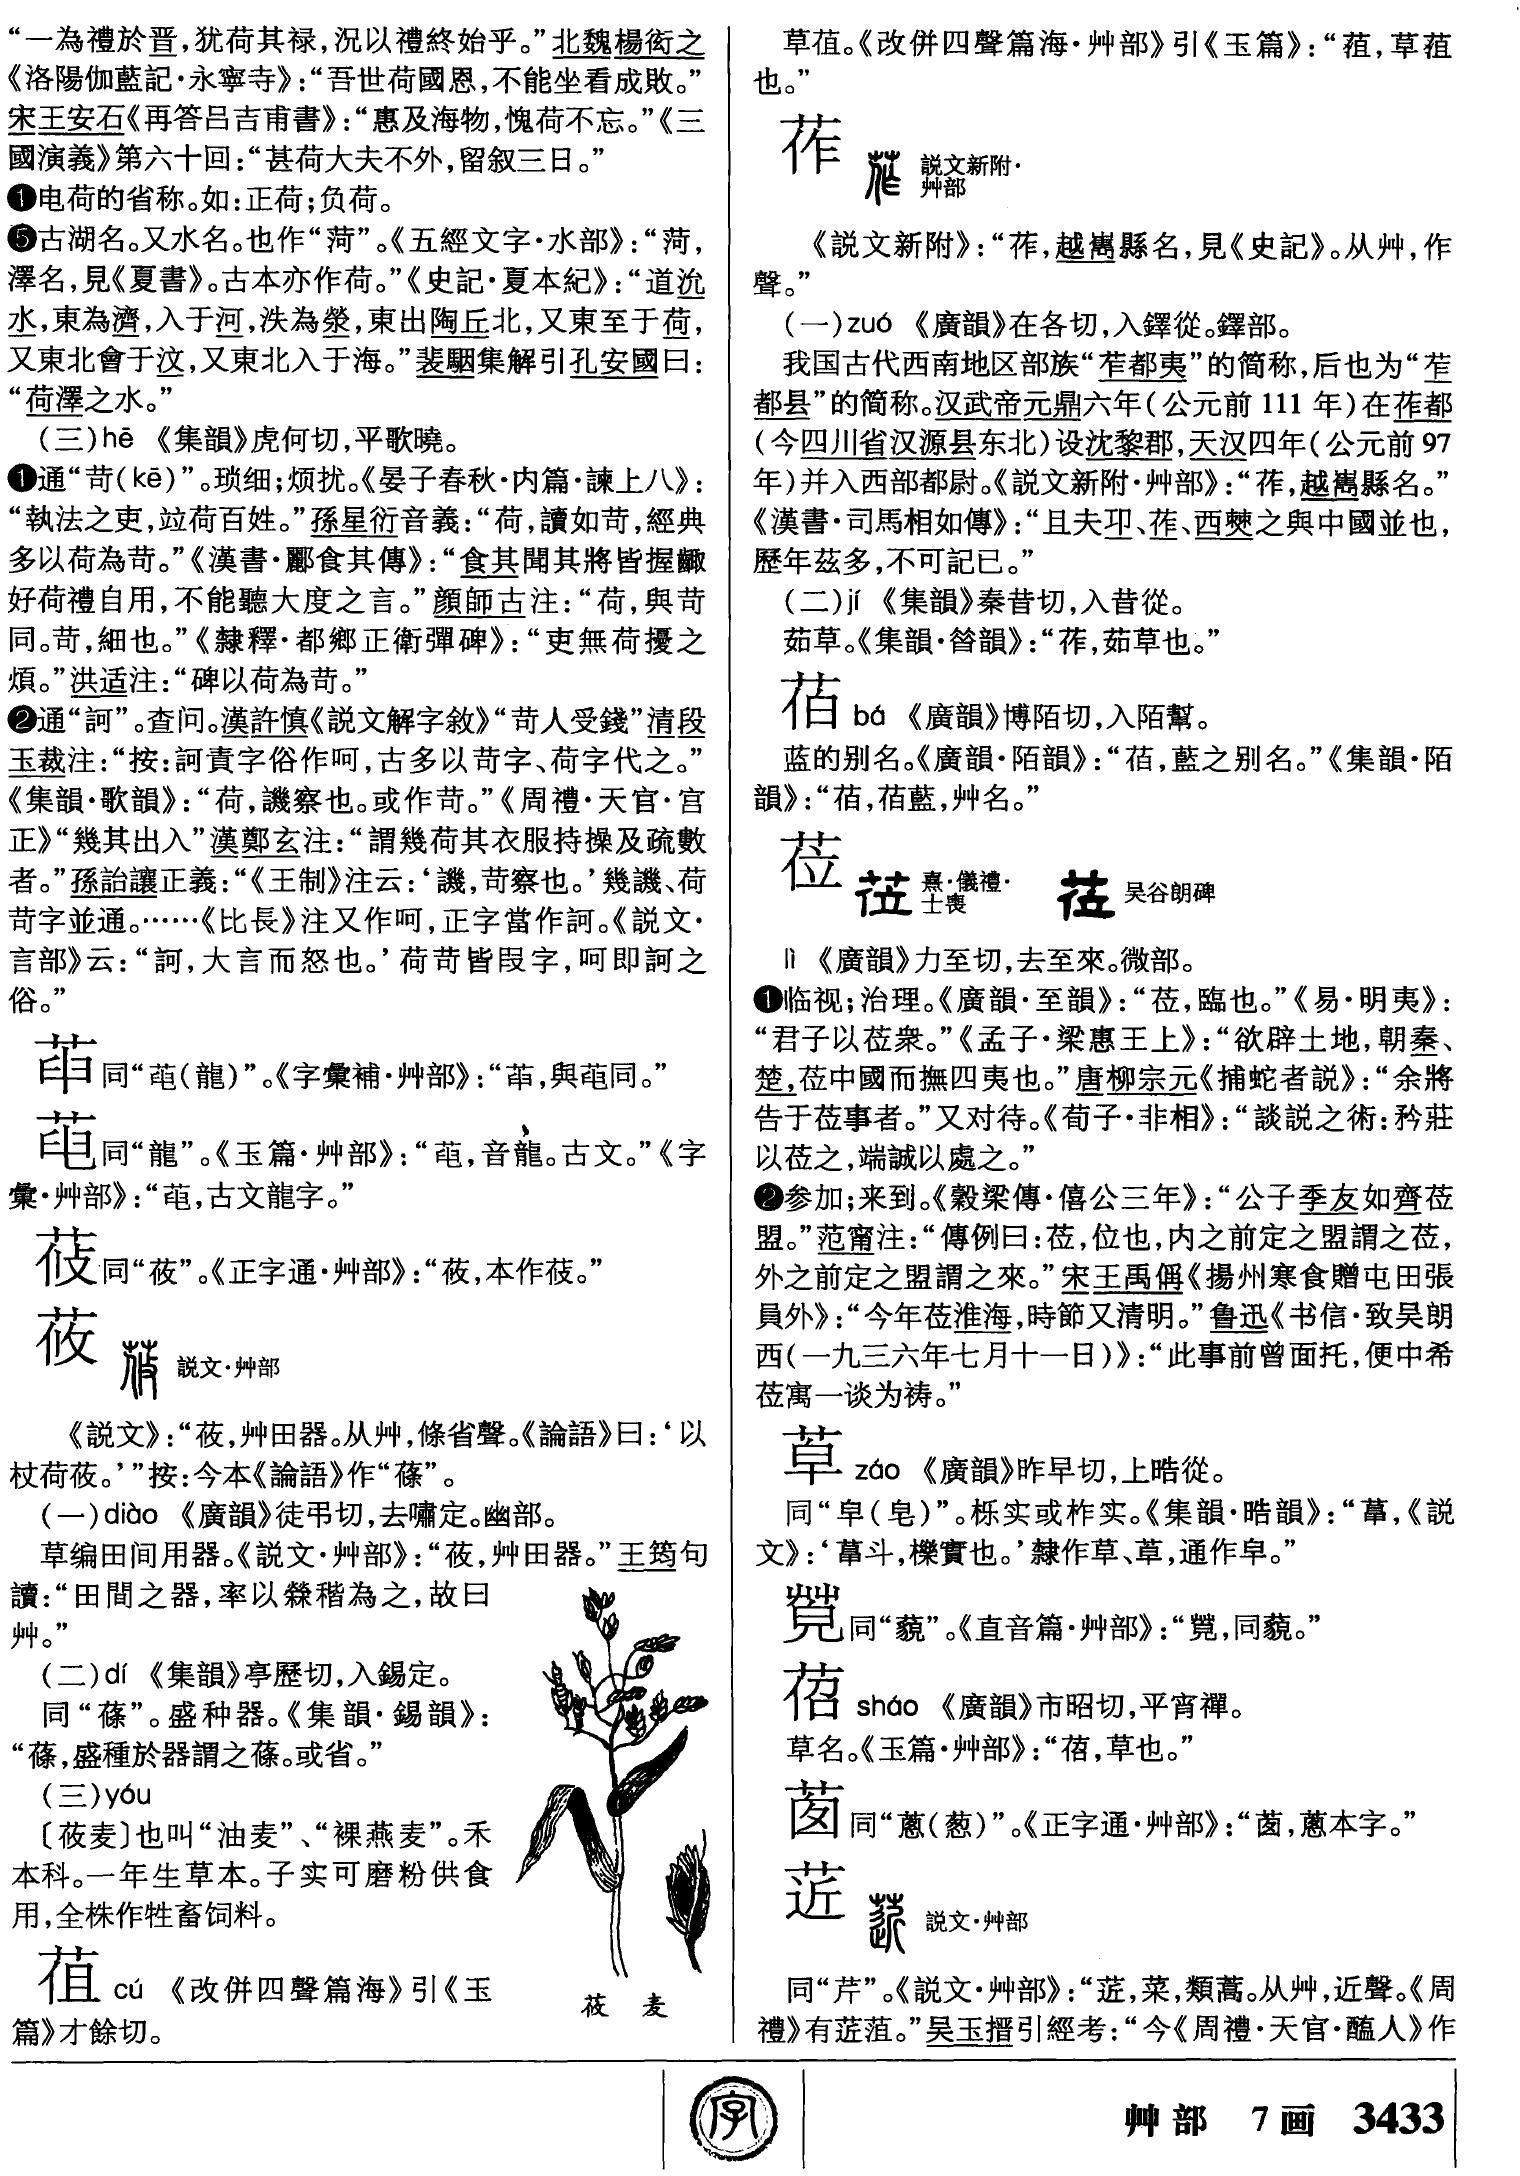 “一為禮於晋,犹荷其禄,況以禮終始乎。”北魏楊衒之
《洛陽伽藍記·永寧寺》:“吾世荷國恩,不能坐看成敗。”
宋王安石《再答呂吉甫書》:“惠及海物,愧荷不忘。”《三
國演義》第六十回:“甚荷大夫不外,留叙三日。”
❶电荷的省称。如:正荷;负荷。
❺古湖名。又水名。也作“菏”。《五經文字·水部》:“菏,
澤名,見《夏書》。古本亦作荷。”《史記·夏本紀》:“道沇
水,東為濟,入于河,泆為滎,東出陶丘北,又東至于荷,
又東北會于汶,又東北入于海。”裴駰集解引孔安國曰:
“荷澤之水。”
(三)hē 《集韻》虎何切,平歌曉。
❶通“苛(kē)”。琐细;烦扰。《晏子春秋·内篇·諫上八》:
“執法之吏,竝荷百姓。”孫星衍音義:“荷,讀如苛,經典
多以荷為苛。”《漢書·酈食其傳》:“食其聞其將皆握齱
好荷禮自用,不能聽大度之言。”顔師古注:“荷,與苛
同。苛,細也。”《隸釋·都鄉正衛彈碑》:“吏無荷擾之
煩。”洪适注:“碑以荷為苛。”
❷通“訶”。查问。漢許慎《説文解字敘》“苛人受錢”清段
玉裁注:“按:訶責字俗作呵,古多以苛字、荷字代之。”
《集韻·歌韻》:“荷,譏察也。或作苛。”《周禮·天官·宫
正》“幾其出入”漢鄭玄注:“謂幾荷其衣服持操及疏數
者。”孫詒讓正義:“《王制》注云:‘譏,苛察也。’幾譏、荷
苛字並通。……《比長》注又作呵,正字當作訶。《説文·
言部》云:“訶,大言而怒也。’荷苛皆叚字,呵即訶之
俗。”
同“苝(龍)”。《字彙補·艸部》:“
同“龍”。《玉篇·艸部》:“ ,音龍。古文。”《字
彙·艸部》:“ ,古文龍字。”
同“莜”。《正字通·艸部》:“莜,本作 。”
莜 説文·艸部
《説文》:“莜,艸田器。从艸,條省聲。《論語》曰:‘以
杖荷莜。’”按:今本《論語》作“蓧”。
(一)diào 《廣韻》徒弔切,去嘯定。幽部。
草编田间用器。《説文·艸部》:“莜,艸田器。”王筠句
讀:“田間之器,率以 稭為之,故曰
艸。”
(二)dí 《集韻》亭歷切,入錫定。
同“蓧”。盛种器。《集韻·錫韻》:
“蓧,盛種於器謂之蓧。或省。”
(三)yóu
〔莜麦〕也叫“油麦”、“裸燕麦”。禾
本科。一年生草本。子实可磨粉供食
用,全株作牲畜饲料。
莜麦
cú 《改併四聲篇海》引《玉
篇》才餘切。
草葅。《改併四聲篇海·艸部》引《玉篇》:“ ,草葅
也。”
莋 説文新附·
艸部
《説文新附》:“莋,越嶲縣名,見《史記》。从艸,作
聲。”
(一)zuó 《廣韻》在各切,入鐸從。鐸部。
我国古代西南地区部族“莋都夷”的简称,后也为“莋
都县”的简称。汉武帝元鼎六年(公元前111年)在莋都
(今四川省汉源县东北)设沈黎郡,天汉四年(公元前97
年)并入西部都尉。《説文新附·艸部》:“莋,越嶲縣名。”
《漢書·司馬相如傳》:“且夫卭、莋、西僰之與中國並也,
歷年茲多,不可記已。”
(二)jí 《集韻》秦昔切,入昔從。
茹草。《集韻·㫺韻》:“莋,茹草也。”
萂 bó 《廣韻》博陌切,入陌幫。
蓝的别名。《廣韻·陌韻》:“ ,藍之别名。”《集韻·陌
韻》:“ , 藍,艸名。”
莅 熹·儀禮·
士喪 吴谷朗碑
lì 《廣韻》力至切,去至來。微部。
❶临视;治理。《廣韻·至韻》:“莅,臨也。”《易·明夷》:
“君子以莅衆。”《孟子·梁惠王上》:“欲辟土地,朝秦、
楚,莅中國而撫四夷也。”唐柳宗元《捕蛇者説》:“余將
告于莅事者。”又对待。《荀子·非相》:“談説之術:矜莊
以莅之,端誠以處之。”
❷参加;来到。《穀梁傳·僖公三年》:“公子季友如齊莅
盟。”范甯注:“傳例曰:莅,位也,内之前定之盟謂之莅,
外之前定之盟謂之來。”宋王禹偁《揚州寒食贈屯田張
員外》:“今年莅淮海,時節又清明。”鲁迅《书信·致吴朗
西(一九三六年七月十一日)》:“此事前曾面托,便中希
莅寓一谈为祷。”
zào 《廣韻》昨早切,上晧從。
同“皁(皂)”。栎实或柞实。《集韻·晧韻》:“ ,《説
文》:‘ 斗,櫟實也。’隸作草、 ,通作皁。”
同“藐”。《直音篇·艸部》:“ ,同藐。”
sháo 《廣韻》市昭切,平宵禪。
草名。《玉篇·艸部》:“ ,草也。”
茵同“蔥(葱)”。《正字通·艸部》:“ ,蔥本字。”
菦 説文·艸部
同“芹”。《説文·艸部》:“菦,菜,類蒿。从艸,近聲。《周
禮》有菦菹。”吴玉搢引經考:“今《周禮·天官·醢人》作
字
艸部 7画 3433